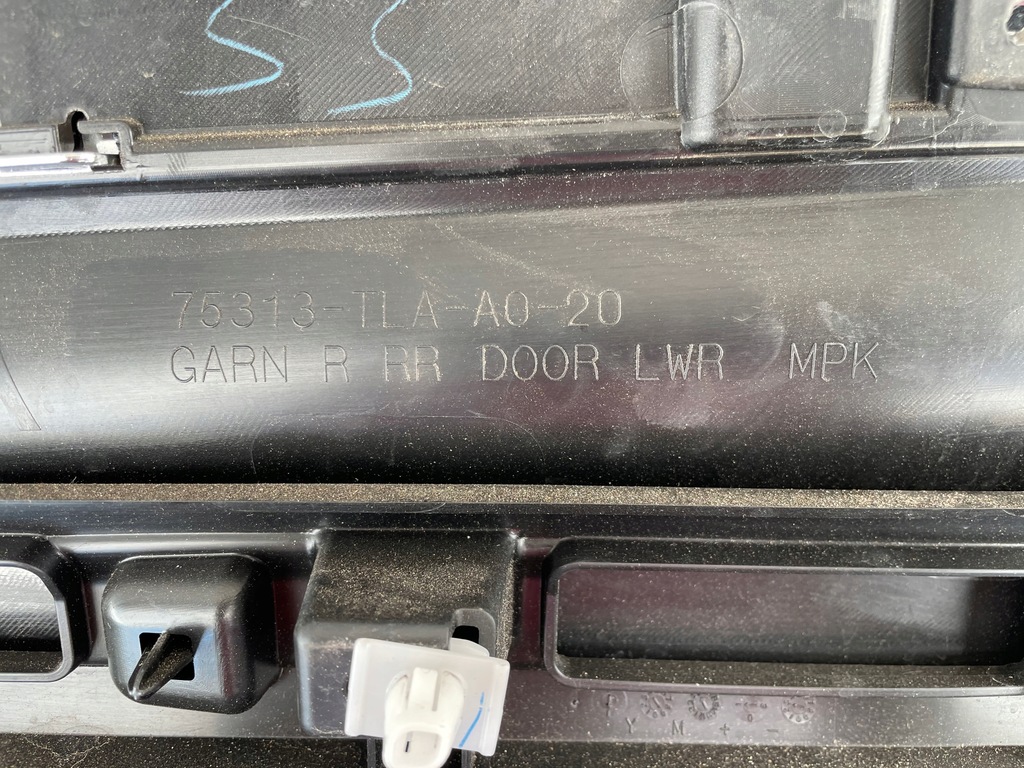 75313-TLA-A0-20
GARN R RR DOOR LWR MPK
Y M + -